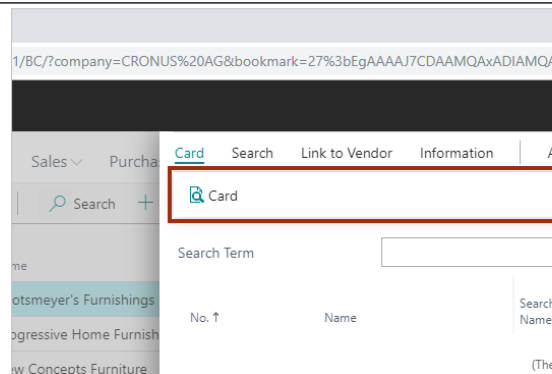 1/BC/?company=CRONUS%20AG&bookmark=27%3bEgAAAAJ7CDAAMQAxADIAMQA
Sales Purcha
Card Search Link to Vendor Information A
Search +
Card
Search Term
me
otsmeyer's Furnishings
No. ↑ Name Search Name
ogressive Home Furnish
w Concepts Furniture
(The